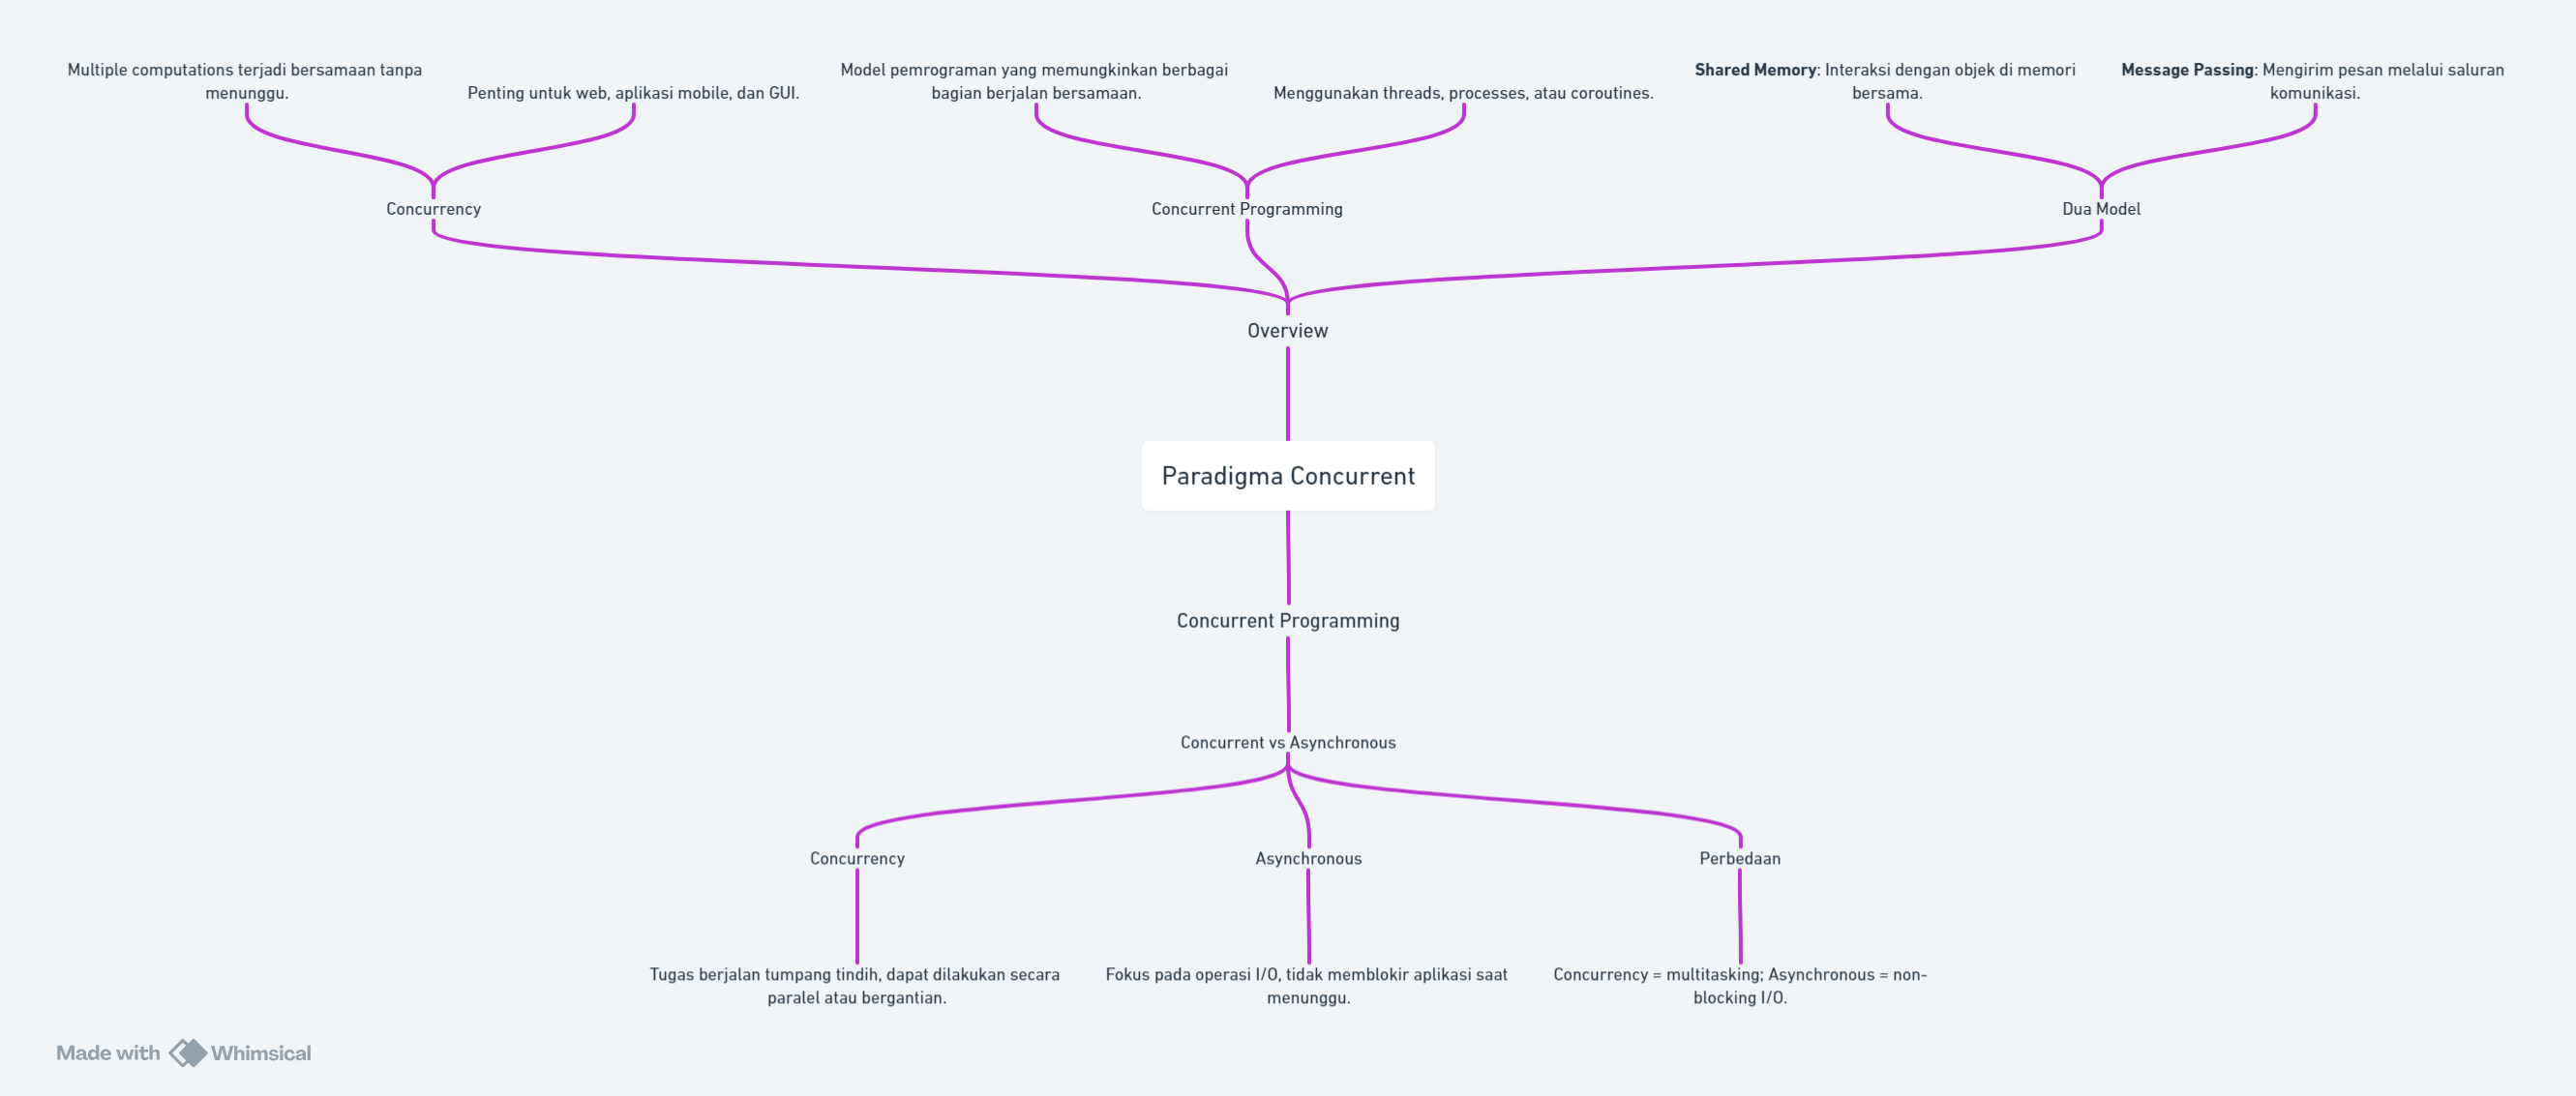 Multiple computations terjadi bersamaan tanpa
menunggu.
Penting untuk web, aplikasi mobile, dan GUI.
Model pemrograman yang memungkinkan berbagai
bagian berjalan bersamaan.
Menggunakan threads, processes, atau coroutines.
Shared Memory: Interaksi dengan objek di memori
bersama.
Message Passing: Mengirim pesan melalui saluran
komunikasi.
Concurrency
Concurrent Programming
Dua Model
Overview
Paradigma Concurrent
Concurrent Programming
Concurrent vs Asynchronous
Concurrency
Asynchronous
Perbedaan
Tugas berjalan tumpang tindih, dapat dilakukan secara
paralel atau bergantian.
Fokus pada operasi I/O, tidak memblokir aplikasi saat
menunggu.
Concurrency = multitasking; Asynchronous = non-
blocking I/O.
Made with Whimsical